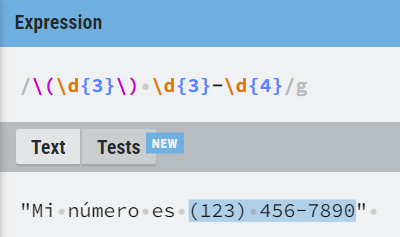 Expression
/\(\d{3}\) \d{3}-\d{4}/g
Text Tests NEW
"Mi número es (123) 456-7890"